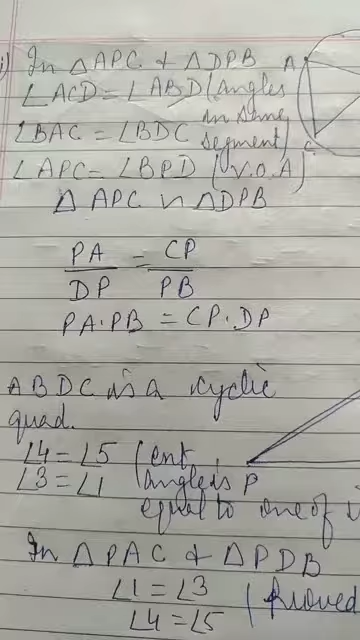 i) In △APC & △DPB A
∠ACD = ∠ABD (angles
in same
∠BAC = ∠BDC segment) C
∠APC = ∠BPD (V.O.A)
△APC ~ △DPB
PA/DP = CP/PB
PA·PB = CP·DP
ABDC is a cyclic
quad.
∠4 = ∠5 (ent
∠3 = ∠1 angle is P
equal to one of
In △PAC & △PDB
∠1 = ∠3 (Proved
∠4 = ∠5